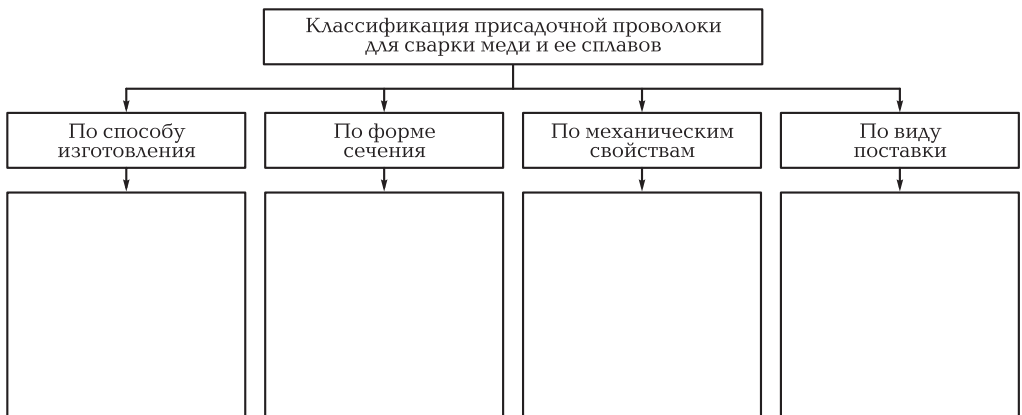 Классификация присадочной проволоки
для сварки меди и ее сплавов
По способу
изготовления
По форме
сечения
По механическим
свойствам
По виду
поставки